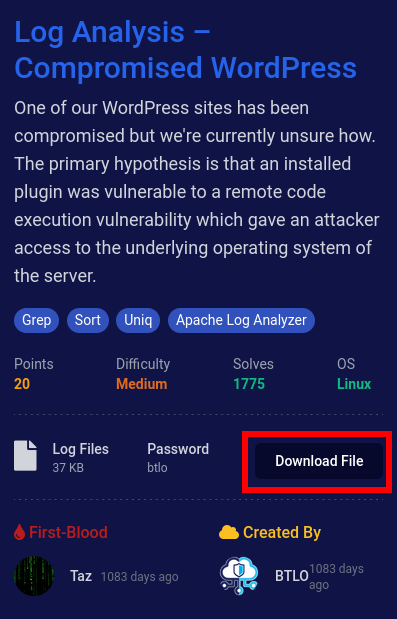 Log Analysis –
Compromised WordPress
One of our WordPress sites has been
compromised but we're currently unsure how.
The primary hypothesis is that an installed
plugin was vulnerable to a remote code
execution vulnerability which gave an attacker
access to the underlying operating system of
the server.
Grep Sort Uniq Apache Log Analyzer
Points Difficulty Solves OS
20 Medium 1775 Linux
Log Files Password Download File
37 KB btlo
First-Blood Created By
Taz 1083 days ago BTLO 1083 days
ago